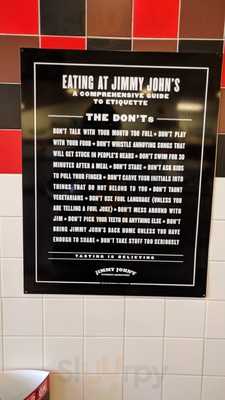 EATING AT JIMMY JOHN'S
A COMPREHENSIVE GUIDE
TO ETIQUETTE
THE DON'Ts
DON'T TALK WITH YOUR MOUTH TOO FULL • DON'T PLAY
WITH YOUR FOOD • DON'T WHISTLE ANNOYING SONGS THAT
WILL GET STUCK IN PEOPLE'S HEADS • DON'T SWIM FOR 30
MINUTES AFTER A MEAL • DON'T STARE • DON'T ASK KIDS
TO PULL YOUR FINGER • DON'T CARVE YOUR INITIALS INTO
THINGS THAT DO NOT BELONG TO YOU • DON'T TAUNT
VEGETARIANS • DON'T USE FOUL LANGUAGE (UNLESS YOU
ARE TELLING A FOUL JOKE) • DON'T MESS AROUND WITH
JIM • DON'T PICK YOUR TEETH OR ANYTHING ELSE • DON'T
BRING JIMMY JOHN'S BACK HOME UNLESS YOU HAVE
ENOUGH TO SHARE • DON'T TAKE STUFF TOO SERIOUSLY
TASTING IS BELIEVING
JIMMY JOHN'S
Sluurpy